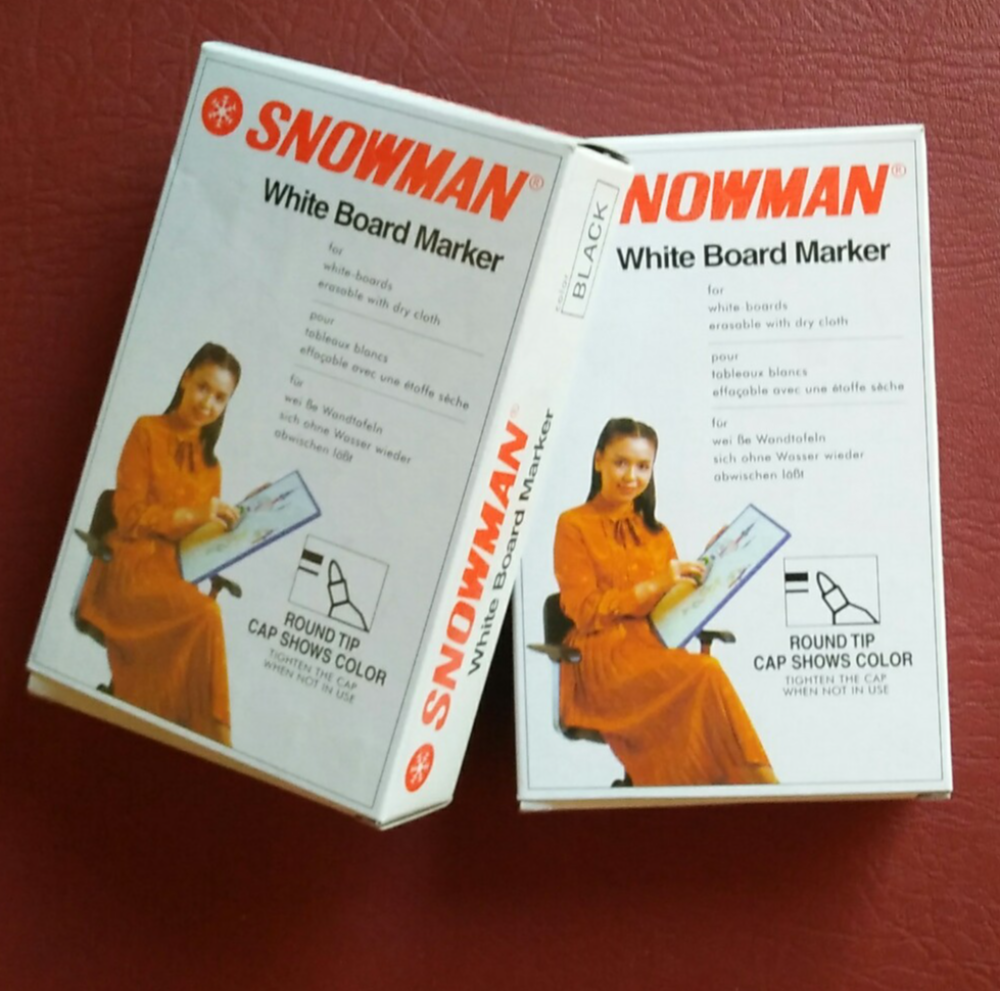 SNOWMAN®
White Board Marker
for
white-boards
erasable with dry cloth
pour
tableaux blancs
effaçable avec une étoffe sèche
für
wei ße Wandtafeln
sich ohne Wasser wieder
abwischen läßt
ROUND TIP
CAP SHOWS COLOR
TIGHTEN THE CAP
WHEN NOT IN USE
color
BLACK
SNOWMAN®
White Board Marker
NOWMAN®
White Board Marker
for
white-boards
erasable with dry cloth
pour
tableaux blancs
effaçable avec une étoffe sèche
für
wei ße Wandtafeln
sich ohne Wasser wieder
abwischen läßt
ROUND TIP
CAP SHOWS COLOR
TIGHTEN THE CAP
WHEN NOT IN USE